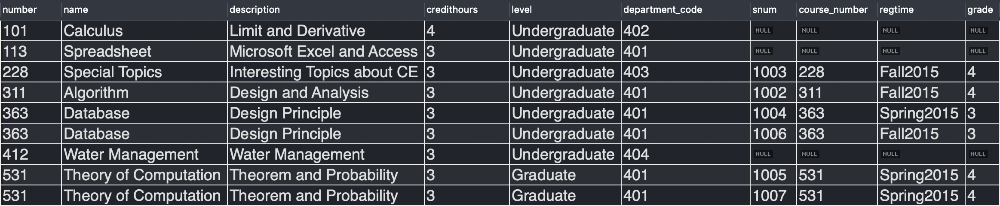 number name description credithours level department_code snum course_number regtime grade
101 Calculus Limit and Derivative 4 Undergraduate 402 NULL NULL NULL NULL
113 Spreadsheet Microsoft Excel and Access 3 Undergraduate 401 NULL NULL NULL NULL
228 Special Topics Interesting Topics about CE 3 Undergraduate 403 1003 228 Fall2015 4
311 Algorithm Design and Analysis 3 Undergraduate 401 1002 311 Fall2015 4
363 Database Design Principle 3 Undergraduate 401 1004 363 Spring2015 3
363 Database Design Principle 3 Undergraduate 401 1006 363 Fall2015 3
412 Water Management Water Management 3 Undergraduate 404 NULL NULL NULL NULL
531 Theory of Computation Theorem and Probability 3 Graduate 401 1005 531 Spring2015 4
531 Theory of Computation Theorem and Probability 3 Graduate 401 1007 531 Spring2015 4